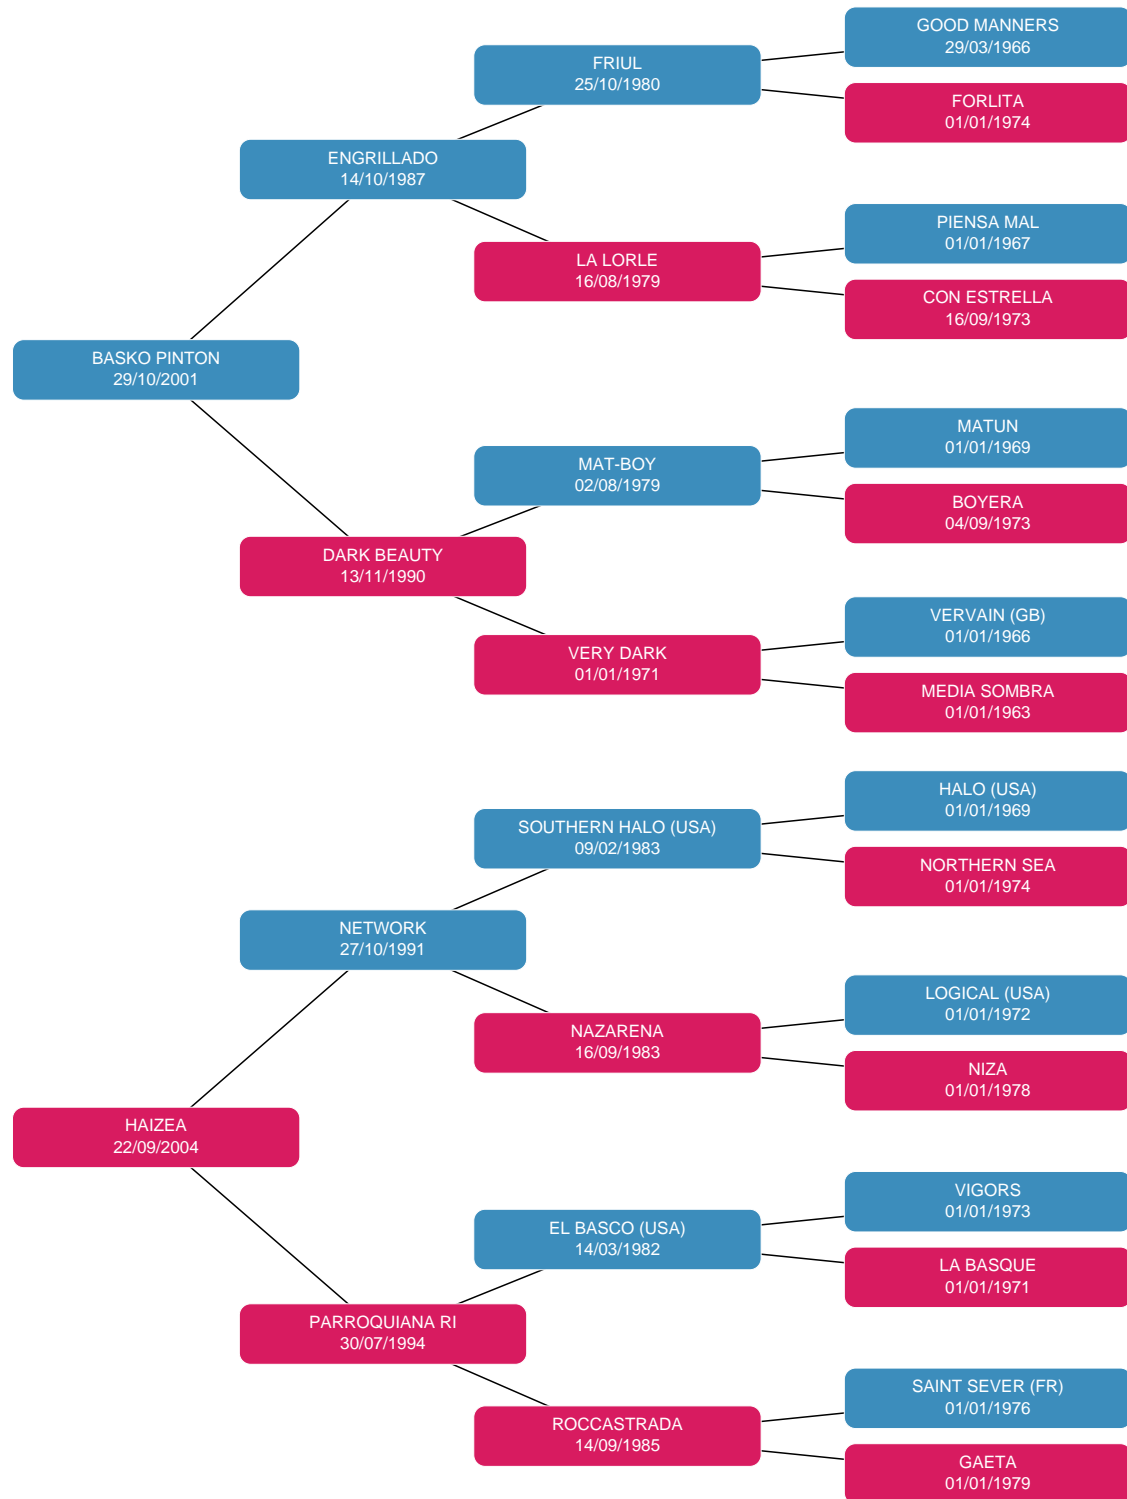 GOOD MANNERS
29/03/1966
FRIUL
25/10/1980
FORLITA
01/01/1974
ENGRILLADO
14/10/1987
PIENSA MAL
01/01/1967
LA LORLE
16/08/1979
CON ESTRELLA
16/09/1973
BASKO PINTON
29/10/2001
MATUN
01/01/1969
MAT-BOY
02/08/1979
BOYERA
04/09/1973
DARK BEAUTY
13/11/1990
VERVAIN (GB)
01/01/1966
VERY DARK
01/01/1971
MEDIA SOMBRA
01/01/1963
HALO (USA)
01/01/1969
SOUTHERN HALO (USA)
09/02/1983
NORTHERN SEA
01/01/1974
NETWORK
27/10/1991
LOGICAL (USA)
01/01/1972
NAZARENA
16/09/1983
NIZA
01/01/1978
HAIZEA
22/09/2004
VIGORS
01/01/1973
EL BASCO (USA)
14/03/1982
LA BASQUE
01/01/1971
PARROQUIANA RI
30/07/1994
SAINT SEVER (FR)
01/01/1976
ROCCASTRADA
14/09/1985
GAETA
01/01/1979